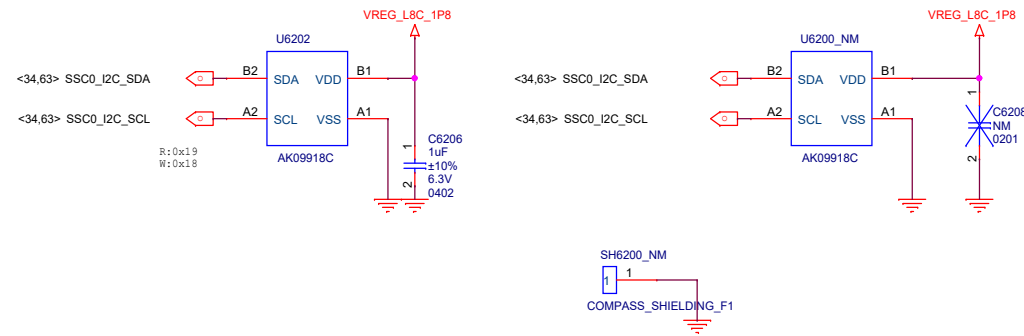 VREG_L8C_1P8
U6202
<34,63> SSC0_I2C_SDA
B2
SDA
VDD
B1
<34,63> SSC0_I2C_SCL
A2
SCL
VSS
A1
AK09918C
R:0x19
W:0x18
C6206
1uF
±10%
6.3V
0402
1
2
VREG_L8C_1P8
U6200_NM
<34,63> SSC0_I2C_SDA
B2
SDA
VDD
B1
<34,63> SSC0_I2C_SCL
A2
SCL
VSS
A1
AK09918C
C6208
NM
0201
1
2
SH6200_NM
1
1
COMPASS_SHIELDING_F1